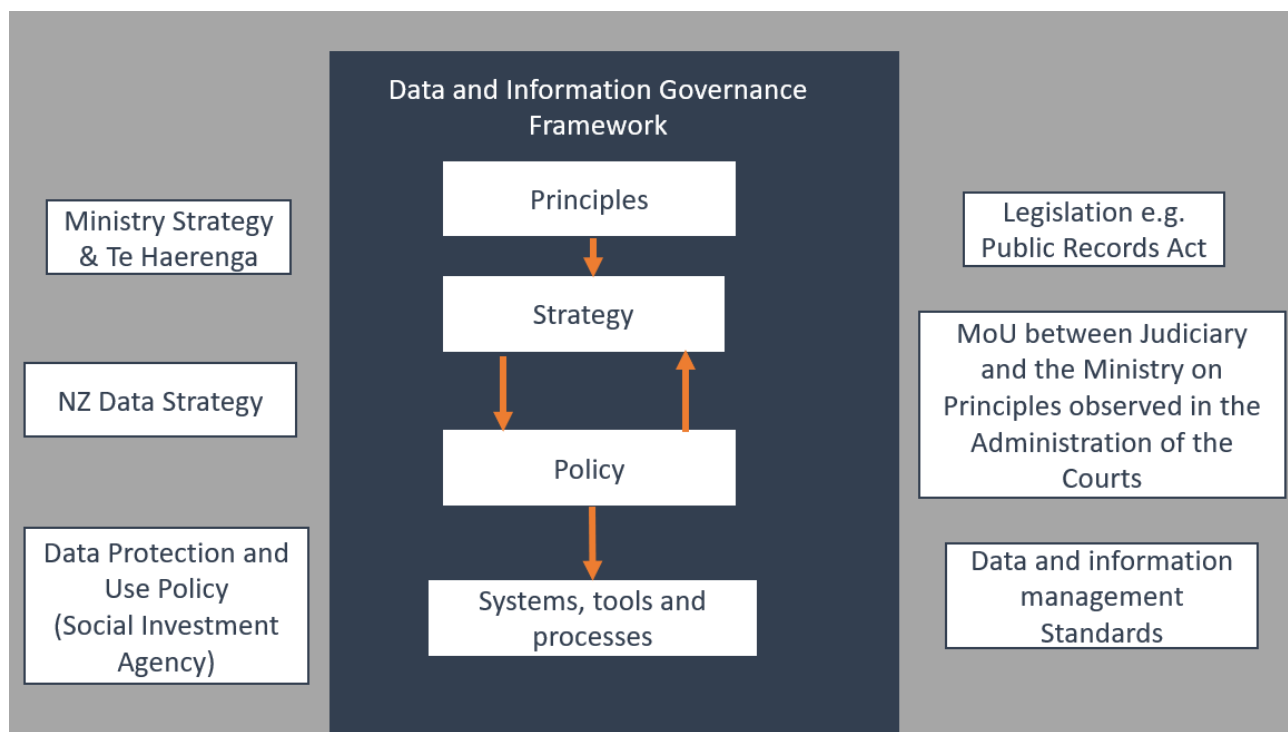 Data and Information Governance
Framework
Principles
Strategy
Policy
Systems, tools and
processes
Ministry Strategy
& Te Haerenga
NZ Data Strategy
Data Protection and
Use Policy
(Social Investment
Agency)
Legislation e.g.
Public Records Act
MoU between Judiciary
and the Ministry on
Principles observed in the
Administration of the
Courts
Data and information
management
Standards